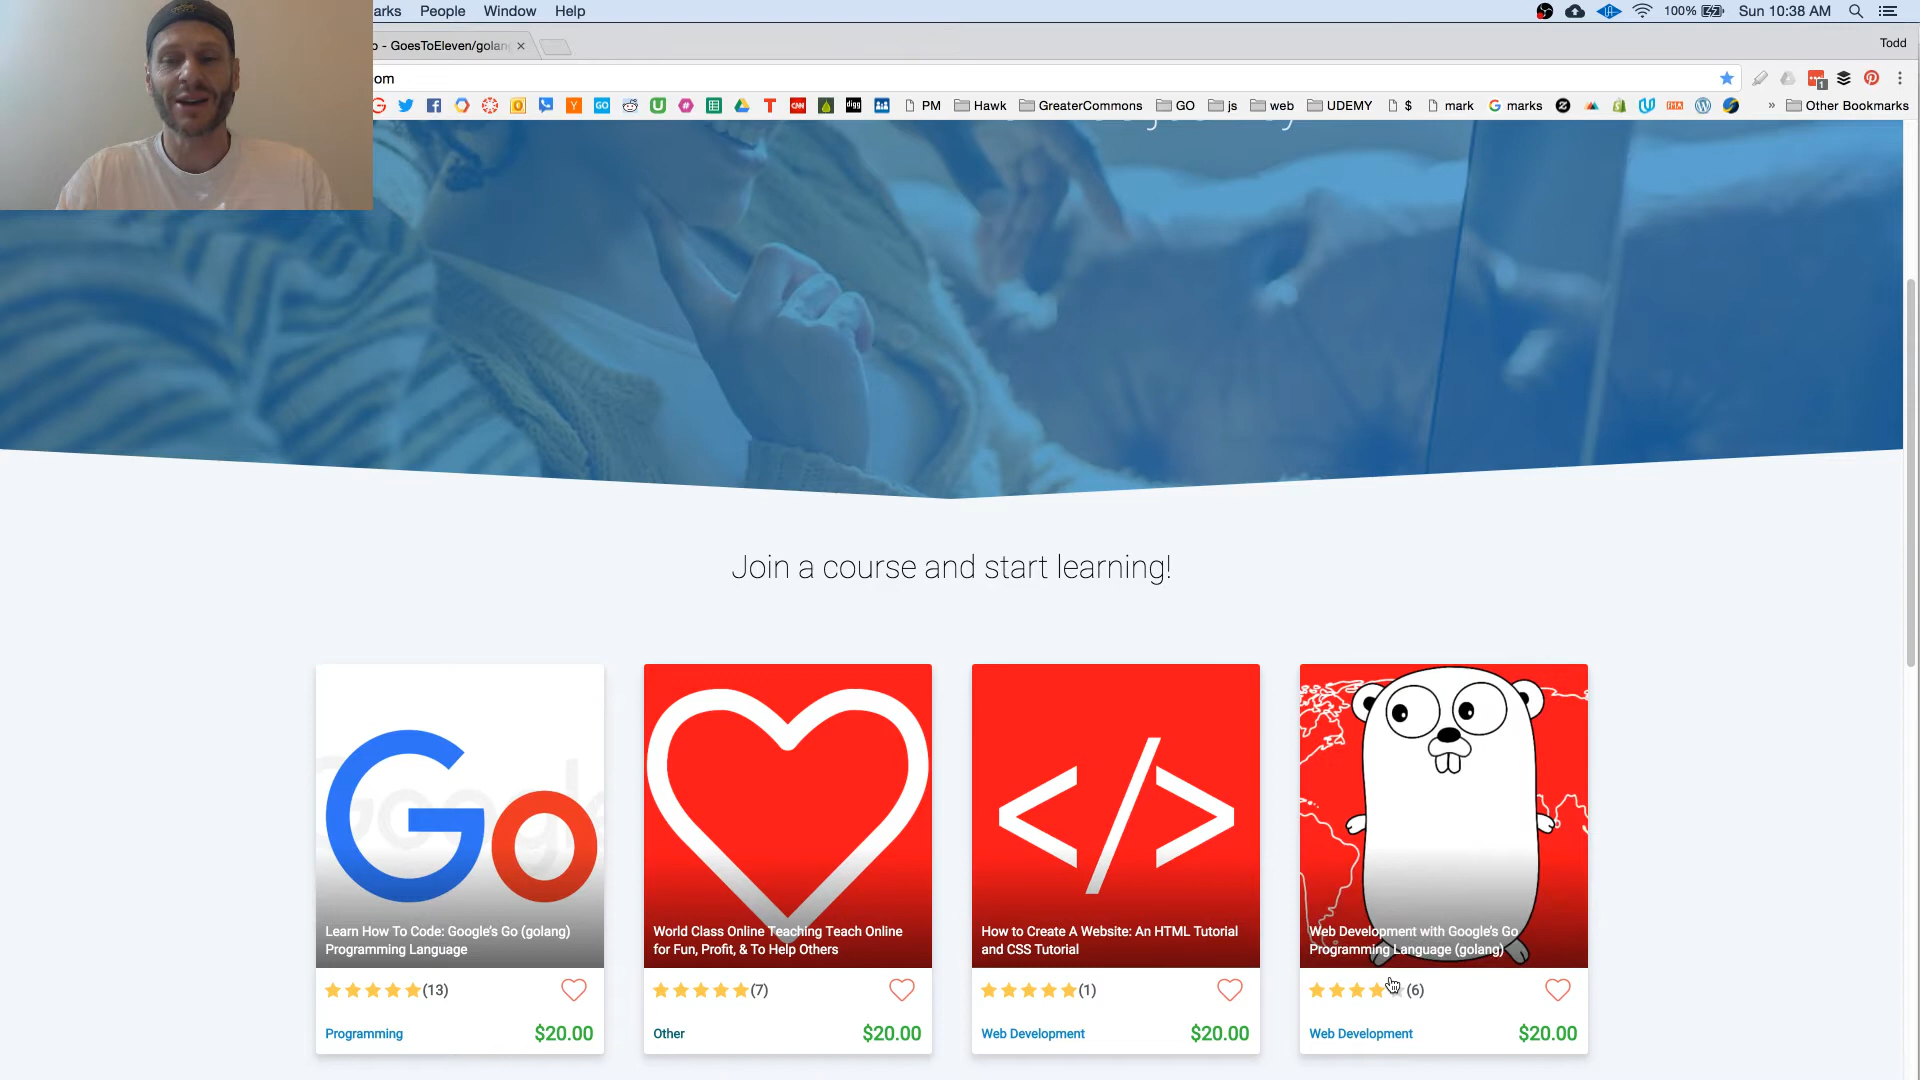 arks People Window Help 100% Sun 10:38 AM
o - GoesToEleven/golan Todd
om
PM Hawk GreaterCommons GO js web UDEMY $ mark marks Other Bookmarks
Join a course and start learning!
Go
Learn How To Code: Google's Go (golang)
Programming Language
(13)
Programming $20.00
World Class Online Teaching Teach Online
for Fun, Profit, & To Help Others
(7)
Other $20.00
</>
How to Create A Website: An HTML Tutorial
and CSS Tutorial
(1)
Web Development $20.00
Web Development with Google's Go
Programming Language (golang)
(6)
Web Development $20.00